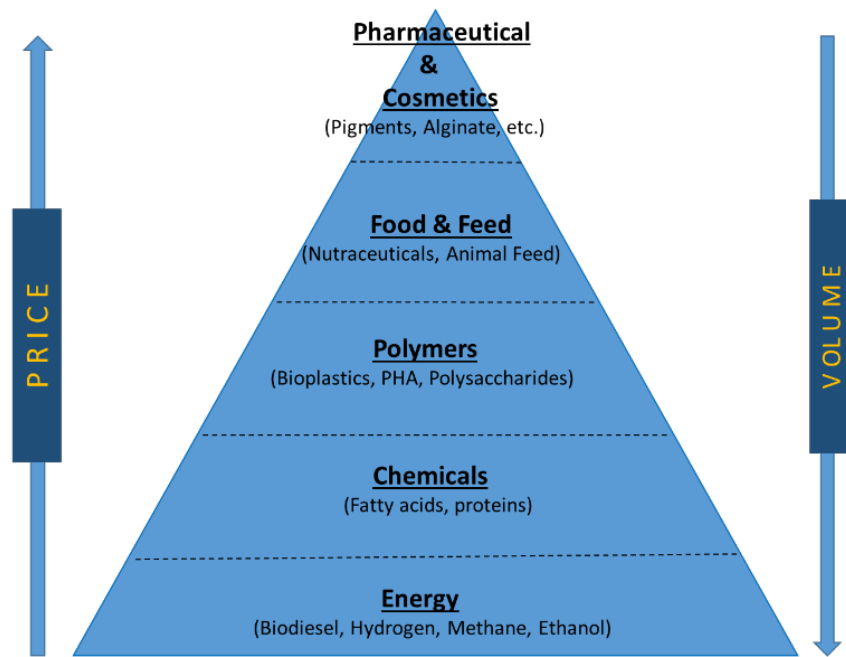 Pharmaceutical
&
Cosmetics
(Pigments, Alginate, etc.)
Food & Feed
(Nutraceuticals, Animal Feed)
PRICE
VOLUME
Polymers
(Bioplastics, PHA, Polysaccharides)
Chemicals
(Fatty acids, proteins)
Energy
(Biodiesel, Hydrogen, Methane, Ethanol)